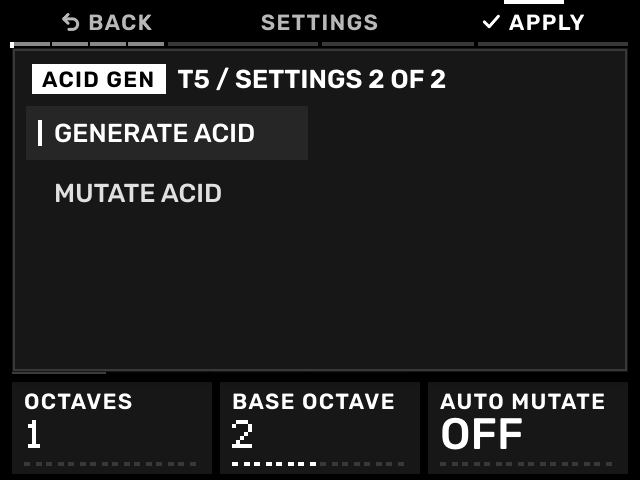 BACK SETTINGS APPLY
ACID GEN T5 / SETTINGS 2 OF 2
GENERATE ACID
MUTATE ACID
OCTAVES BASE OCTAVE AUTO MUTATE
1 2 OFF